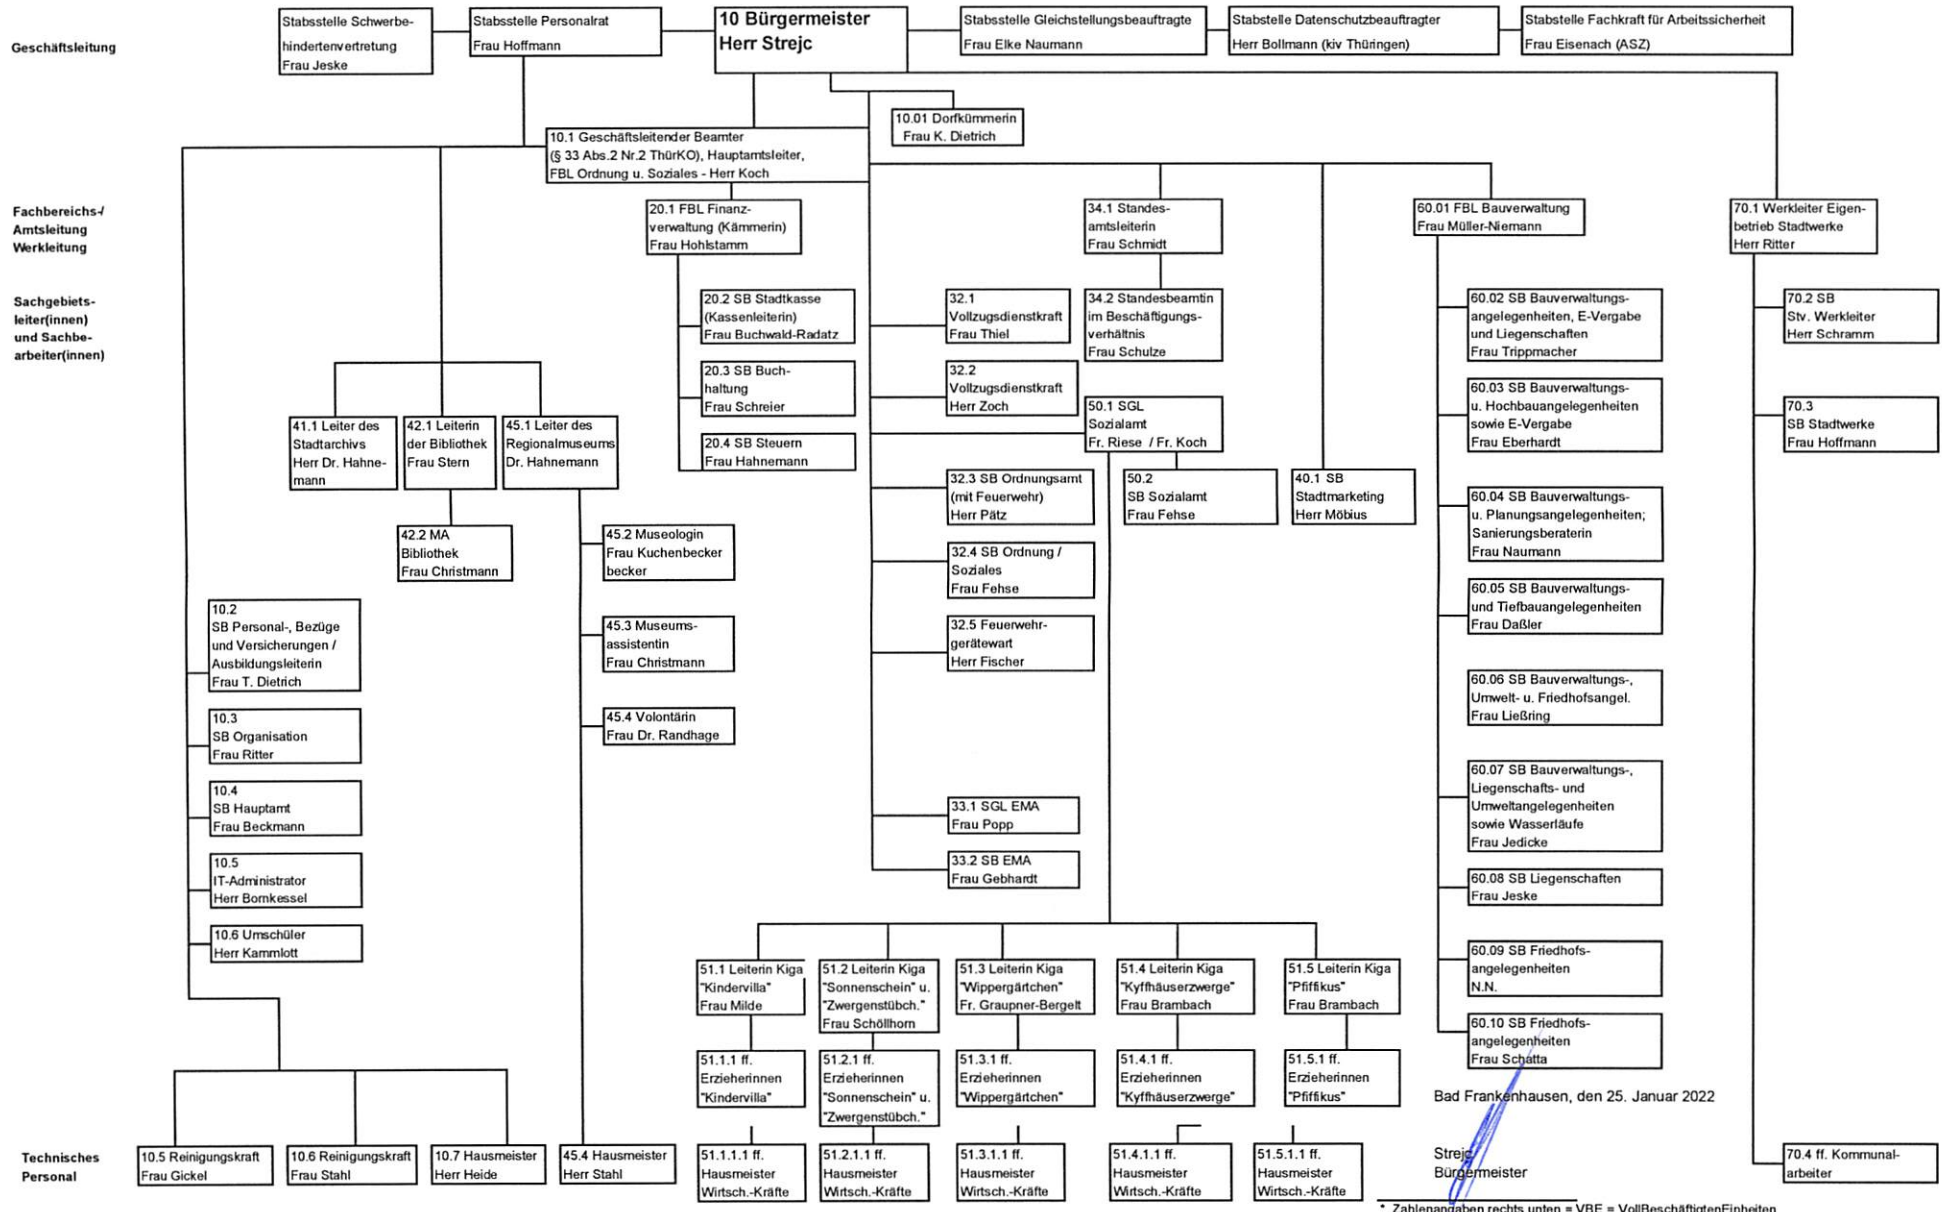 Geschäftsleitung
Stabsstelle Schwerbe-
hindertenvertretung
Frau Jeske
Stabsstelle Personalrat
Frau Hoffmann
10 Bürgermeister
Herr Strejc
Stabsstelle Gleichstellungsbeauftragte
Frau Elke Naumann
Stabstelle Datenschutzbeauftragter
Herr Bollmann (kiv Thüringen)
Stabstelle Fachkraft für Arbeitssicherheit
Frau Eisenach (ASZ)
10.01 Dorfkümmerin
Frau K. Dietrich
10.1 Geschäftsleitender Beamter
(§ 33 Abs.2 Nr.2 ThürKO), Hauptamtsleiter,
FBL Ordnung u. Soziales - Herr Koch
Fachbereichs-/
Amtsleitung
Werkleitung
20.1 FBL Finanz-
verwaltung (Kämmerin)
Frau Hohlstamm
34.1 Standes-
amtsleiterin
Frau Schmidt
60.01 FBL Bauverwaltung
Frau Müller-Niemann
70.1 Werkleiter Eigen-
betrieb Stadtwerke
Herr Ritter
Sachgebiets-
leiter(innen)
und Sachbe-
arbeiter(innen)
20.2 SB Stadtkasse
(Kassenleiterin)
Frau Buchwald-Radatz
20.3 SB Buch-
haltung
Frau Schreier
20.4 SB Steuern
Frau Hahnemann
32.1
Vollzugsdienstkraft
Frau Thiel
32.2
Vollzugsdienstkraft
Herr Zoch
34.2 Standesbeamtin
im Beschäftigungs-
verhältnis
Frau Schulze
50.1 SGL
Sozialamt
Fr. Riese / Fr. Koch
50.2
SB Sozialamt
Frau Fehse
40.1 SB
Stadtmarketing
Herr Möbius
32.3 SB Ordnungsamt
(mit Feuerwehr)
Herr Pätz
32.4 SB Ordnung /
Soziales
Frau Fehse
32.5 Feuerwehr-
gerätewart
Herr Fischer
33.1 SGL EMA
Frau Popp
33.2 SB EMA
Frau Gebhardt
60.02 SB Bauverwaltungs-
angelegenheiten, E-Vergabe
und Liegenschaften
Frau Trippmacher
60.03 SB Bauverwaltungs-
u. Hochbauangelegenheiten
sowie E-Vergabe
Frau Eberhardt
60.04 SB Bauverwaltungs-
u. Planungsangelegenheiten;
Sanierungsberaterin
Frau Naumann
60.05 SB Bauverwaltungs-
und Tiefbauangelegenheiten
Frau Daßler
60.06 SB Bauverwaltungs-,
Umwelt- u. Friedhofsangel.
Frau Ließring
60.07 SB Bauverwaltungs-,
Liegenschafts- und
Umweltangelegenheiten
sowie Wasserläufe
Frau Jedicke
60.08 SB Liegenschaften
Frau Jeske
60.09 SB Friedhofs-
angelegenheiten
N.N.
60.10 SB Friedhofs-
angelegenheiten
Frau Schatta
70.2 SB
Stv. Werkleiter
Herr Schramm
70.3
SB Stadtwerke
Frau Hoffmann
41.1 Leiter des
Stadtarchivs
Herr Dr. Hahne-
mann
42.1 Leiterin
der Bibliothek
Frau Stern
45.1 Leiter des
Regionalmuseums
Dr. Hahnemann
42.2 MA
Bibliothek
Frau Christmann
45.2 Museologin
Frau Kuchenbecker
becker
45.3 Museums-
assistentin
Frau Christmann
45.4 Volontärin
Frau Dr. Randhage
10.2
SB Personal-, Bezüge
und Versicherungen /
Ausbildungsleiterin
Frau T. Dietrich
10.3
SB Organisation
Frau Ritter
10.4
SB Hauptamt
Frau Beckmann
10.5
IT-Administrator
Herr Bornkessel
10.6 Umschüler
Herr Kammlott
51.1 Leiterin Kiga
"Kindervilla"
Frau Milde
51.2 Leiterin Kiga
"Sonnenschein" u.
"Zwergenstübch."
Frau Schöllhorn
51.3 Leiterin Kiga
"Wippergärtchen"
Fr. Graupner-Bergelt
51.4 Leiterin Kiga
"Kyffhäuserzwerge"
Frau Brambach
51.5 Leiterin Kiga
"Pfiffikus"
Frau Brambach
51.1.1 ff.
Erzieherinnen
"Kindervilla"
51.2.1 ff.
Erzieherinnen
"Sonnenschein" u.
"Zwergenstübch."
51.3.1 ff.
Erzieherinnen
"Wippergärtchen"
51.4.1 ff.
Erzieherinnen
"Kyffhäuserzwerge"
51.5.1 ff.
Erzieherinnen
"Pfiffikus"
Bad Frankenhausen, den 25. Januar 2022
Strejc
Bürgermeister
Technisches
Personal
10.5 Reinigungskraft
Frau Gickel
10.6 Reinigungskraft
Frau Stahl
10.7 Hausmeister
Herr Heide
45.4 Hausmeister
Herr Stahl
51.1.1.1 ff.
Hausmeister
Wirtsch.-Kräfte
51.2.1.1 ff.
Hausmeister
Wirtsch.-Kräfte
51.3.1.1 ff.
Hausmeister
Wirtsch.-Kräfte
51.4.1.1 ff.
Hausmeister
Wirtsch.-Kräfte
51.5.1.1 ff.
Hausmeister
Wirtsch.-Kräfte
70.4 ff. Kommunal-
arbeiter
* Zahlenangaben rechts unten = VBE = VollBeschäftigtenEinheiten